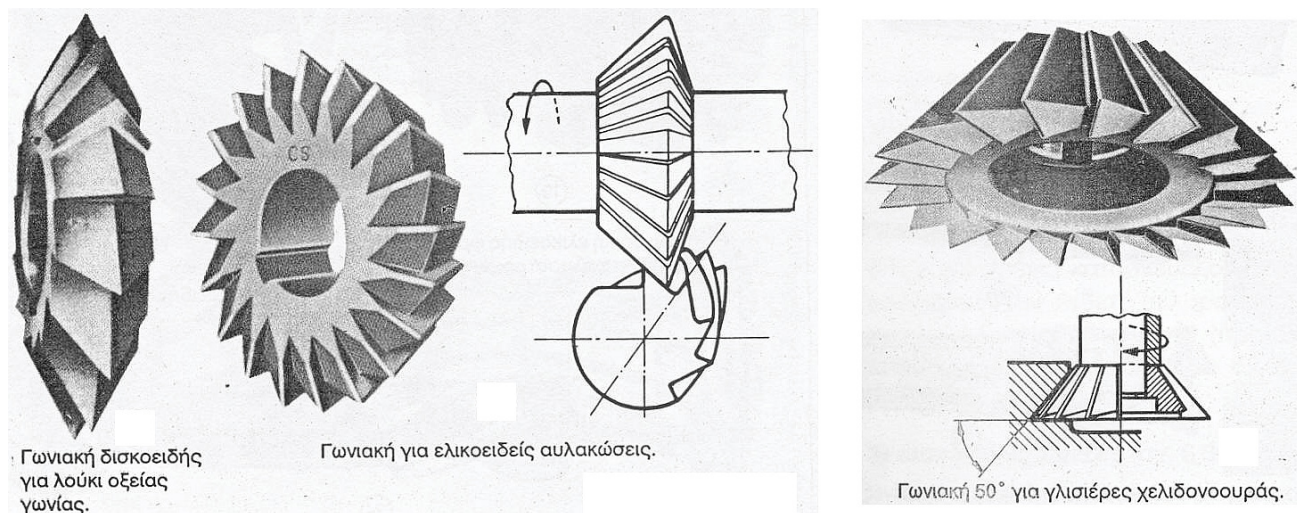 CS
Γωνιακή δισκοειδής
για λούκι οξείας
γωνίας.
Γωνιακή για ελικοειδείς αυλακώσεις.
Γωνιακή 50° για γλισιέρες χελιδονοουράς.